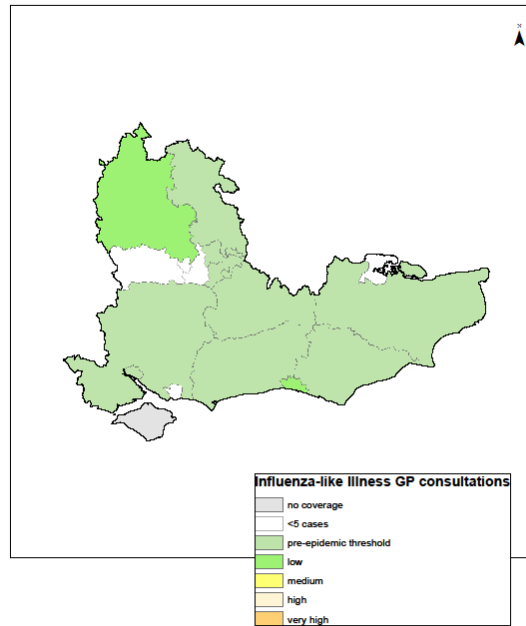 N
Influenza-like Illness GP consultations
no coverage
<5 cases
pre-epidemic threshold
low
medium
high
very high